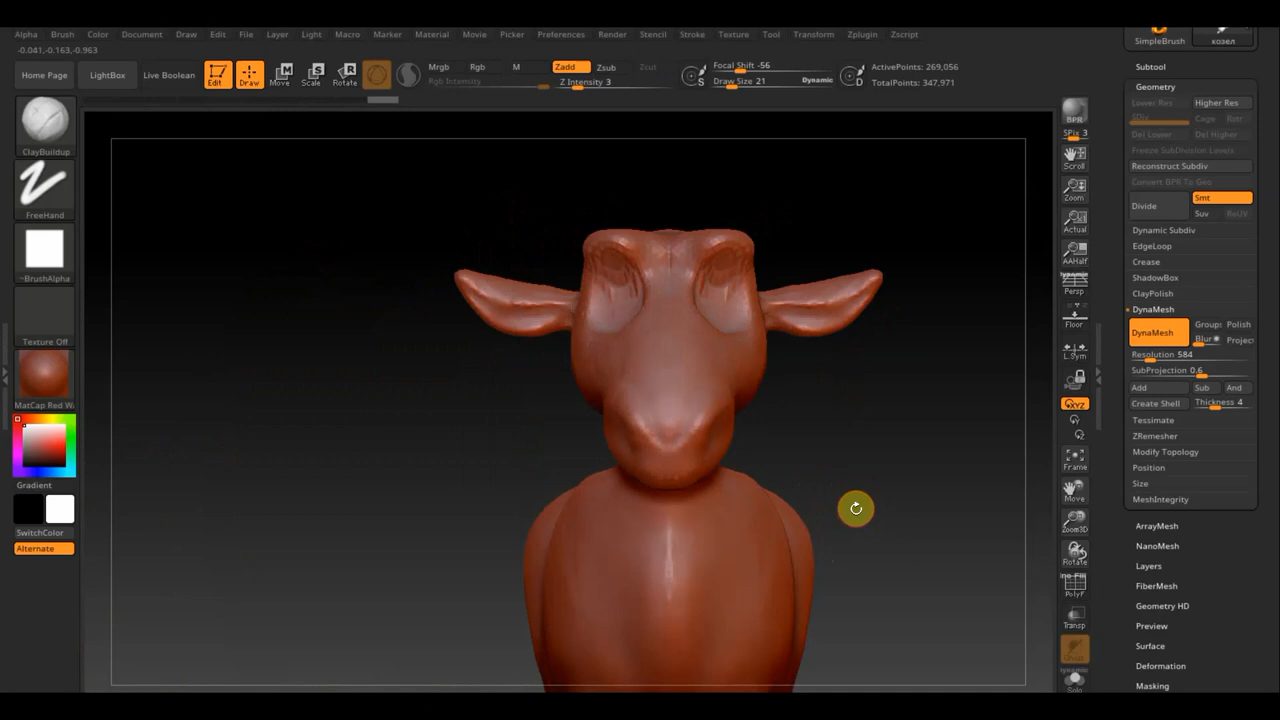 Alpha Brush Color Document Draw Edit File Layer Light Macro Marker Material Movie Picker Preferences Render Stencil Stroke Texture Tool Transform Zplugin Zscript
-0.041,-0.163,-0.963
Home Page LightBox Live Boolean Edit Draw Move Scale Rotate
Mrgb Rgb M Zadd Zsub Zcut
Rgb Intensity Z Intensity 3
Focal Shift -56
Draw Size 21 Dynamic
S D
ActivePoints: 269,056
TotalPoints: 347,971
ClayBuildup
FreeHand
~BrushAlpha
Texture Off
MatCap Red W
Gradient
SwitchColor
Alternate
BPR
SPix 3
Scroll
Zoom
Actual
AAHalf
Persp
Floor
L.Sym
XYZ
Frame
Move
Zoom3D
Rotate
PolyF
Transp
Ghost
Solo
SimpleBrush козел
Subtool
Geometry
Lower Res Higher Res
SDiv Cage Rstr
Del Lower Del Higher
Freeze SubDivision Levels
Reconstruct Subdiv
Convert BPR To Geo
Divide Smt
Suv ReUV
Dynamic Subdiv
EdgeLoop
Crease
ShadowBox
ClayPolish
DynaMesh
DynaMesh Groups Polish
Blur Project
Resolution 584
SubProjection 0.6
Add Sub And
Create Shell Thickness 4
Tessimate
ZRemesher
Modify Topology
Position
Size
MeshIntegrity
ArrayMesh
NanoMesh
Layers
FiberMesh
Geometry HD
Preview
Surface
Deformation
Masking